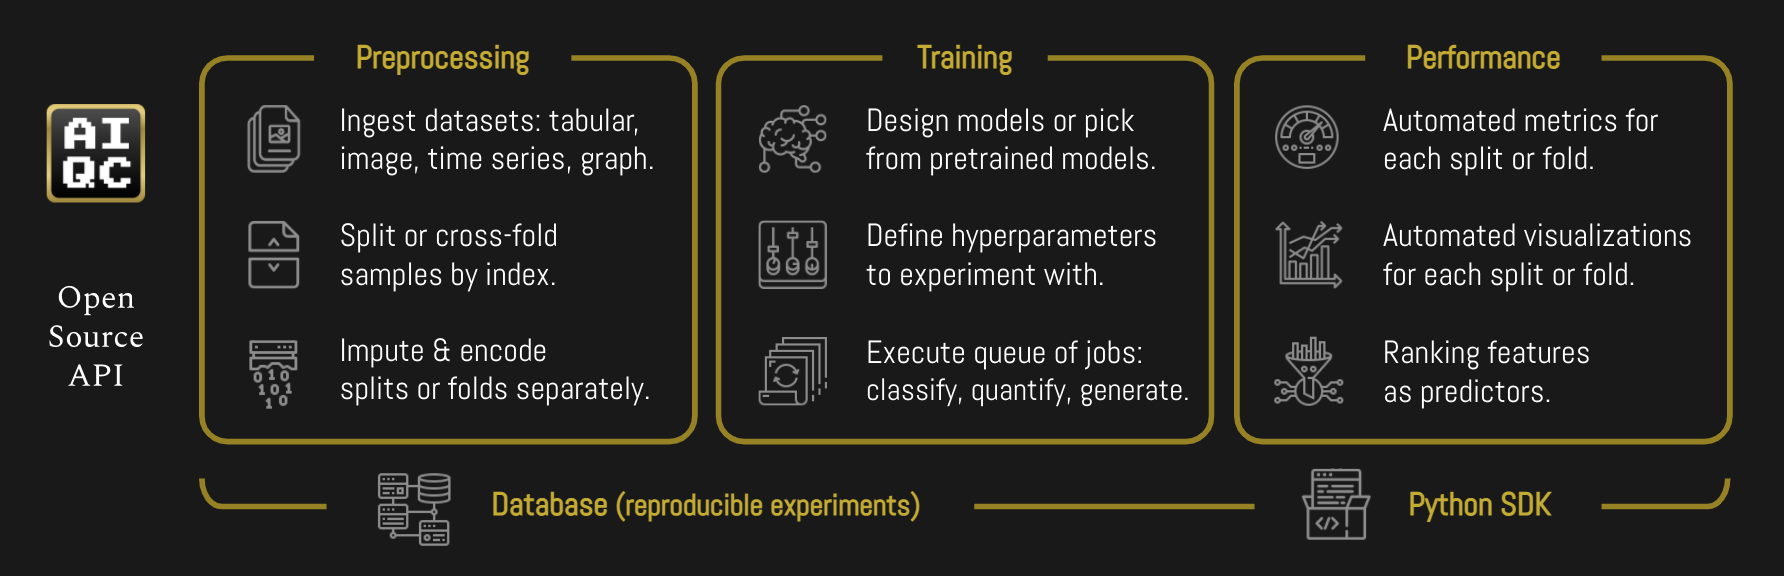 AI
QC
Open
Source
API
Preprocessing
Ingest datasets: tabular,
image, time series, graph.
Split or cross-fold
samples by index.
Impute & encode
splits or folds separately.
Training
Design models or pick
from pretrained models.
Define hyperparameters
to experiment with.
Execute queue of jobs:
classify, quantify, generate.
Performance
Automated metrics for
each split or fold.
Automated visualizations
for each split or fold.
Ranking features
as predictors.
010
101
10
Database (reproducible experiments)
</>
Python SDK